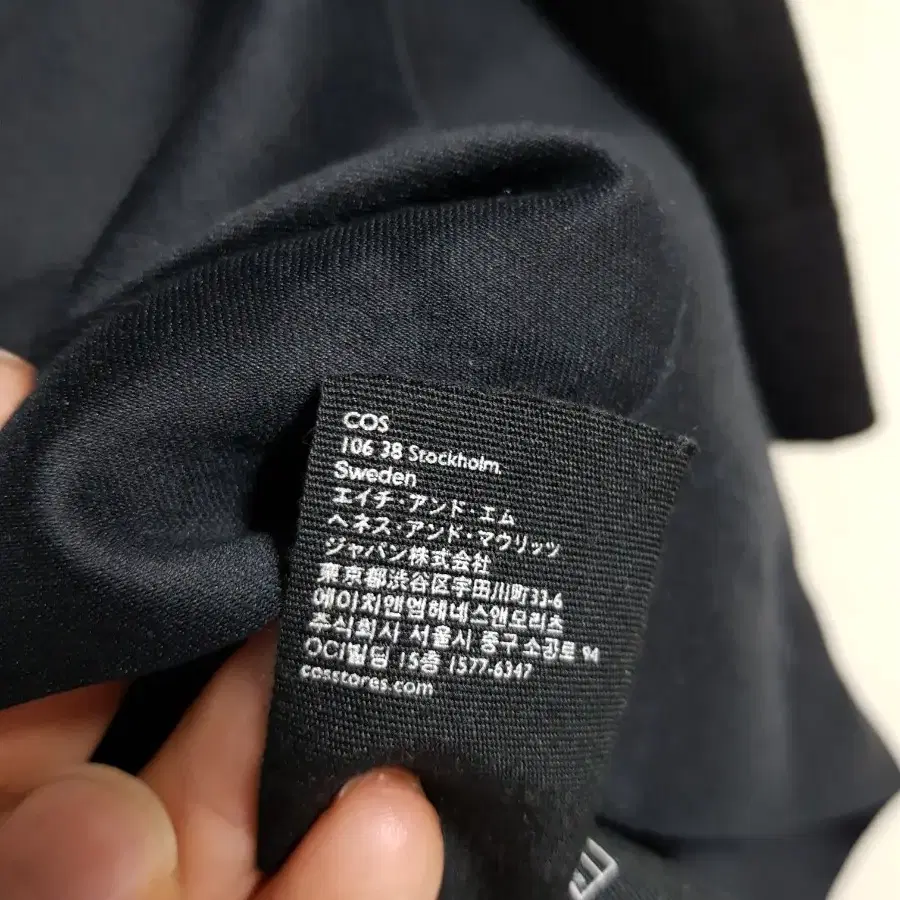 COS
106 38 Stockholm,
Sweden
エイチ・アンド・エム
ヘネス・アンド・マウリッツ
ジャパン株式会社
東京都渋谷区宇田川町33-6
에이치앤엠헤네스앤모리츠
주식회사 서울시 중구 소공로 94
OCI빌딩 15층 1577-6347
cosstores.com